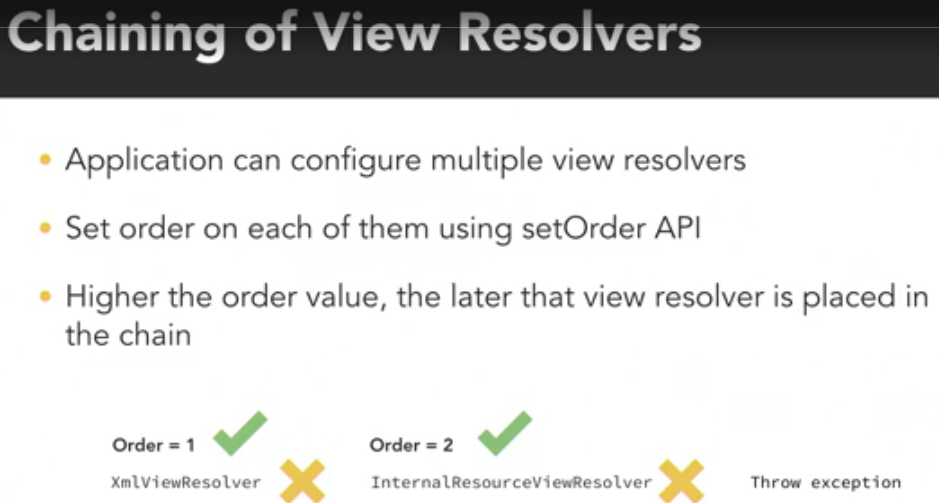 Chaining of View Resolvers
Application can configure multiple view resolvers
Set order on each of them using setOrder API
Higher the order value, the later that view resolver is placed in
the chain
Order = 1
Order = 2
XmlViewResolver
InternalResourceViewResolver
Throw exception